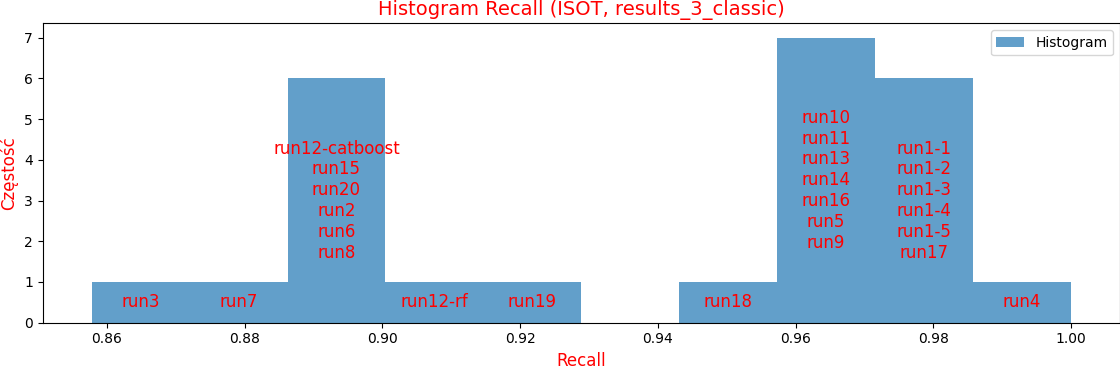 Histogram Recall (ISOT, results_3_classic)
Histogram
Częstość
7
6
5
4
3
2
1
0
run3
run7
run12-catboost
run15
run20
run2
run6
run8
run12-rf
run19
run18
run10
run11
run13
run14
run16
run5
run9
run1-1
run1-2
run1-3
run1-4
run1-5
run17
run4
0.86
0.88
0.90
0.92
0.94
0.96
0.98
1.00
Recall